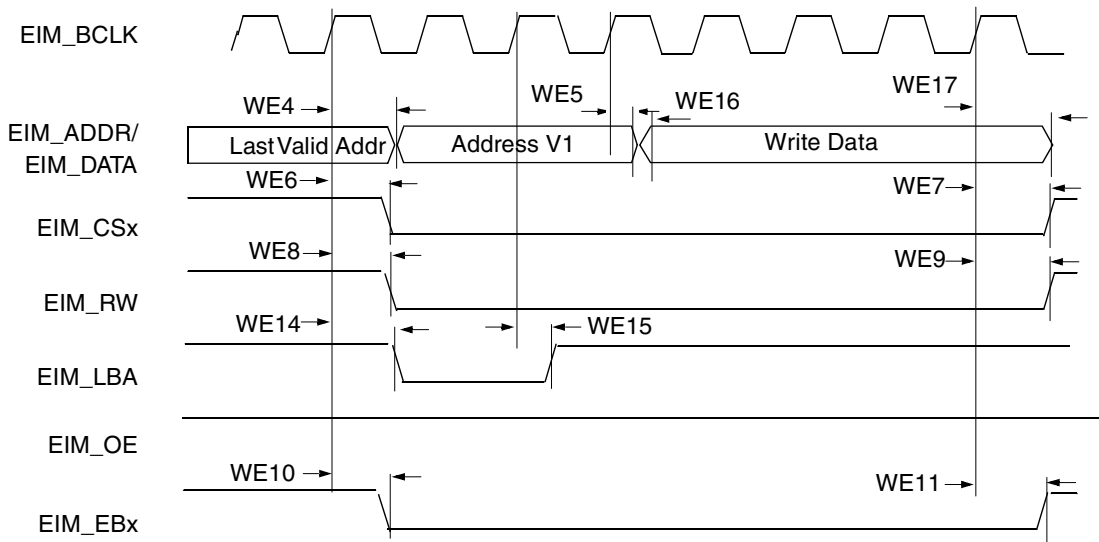 EIM_BCLK
WE4
WE5
WE16
WE17
EIM_ADDR/
EIM_DATA
Last Valid Addr
Address V1
Write Data
WE6
WE7
EIM_CSx
WE8
WE9
EIM_RW
WE14
WE15
EIM_LBA
EIM_OE
WE10
WE11
EIM_EBx